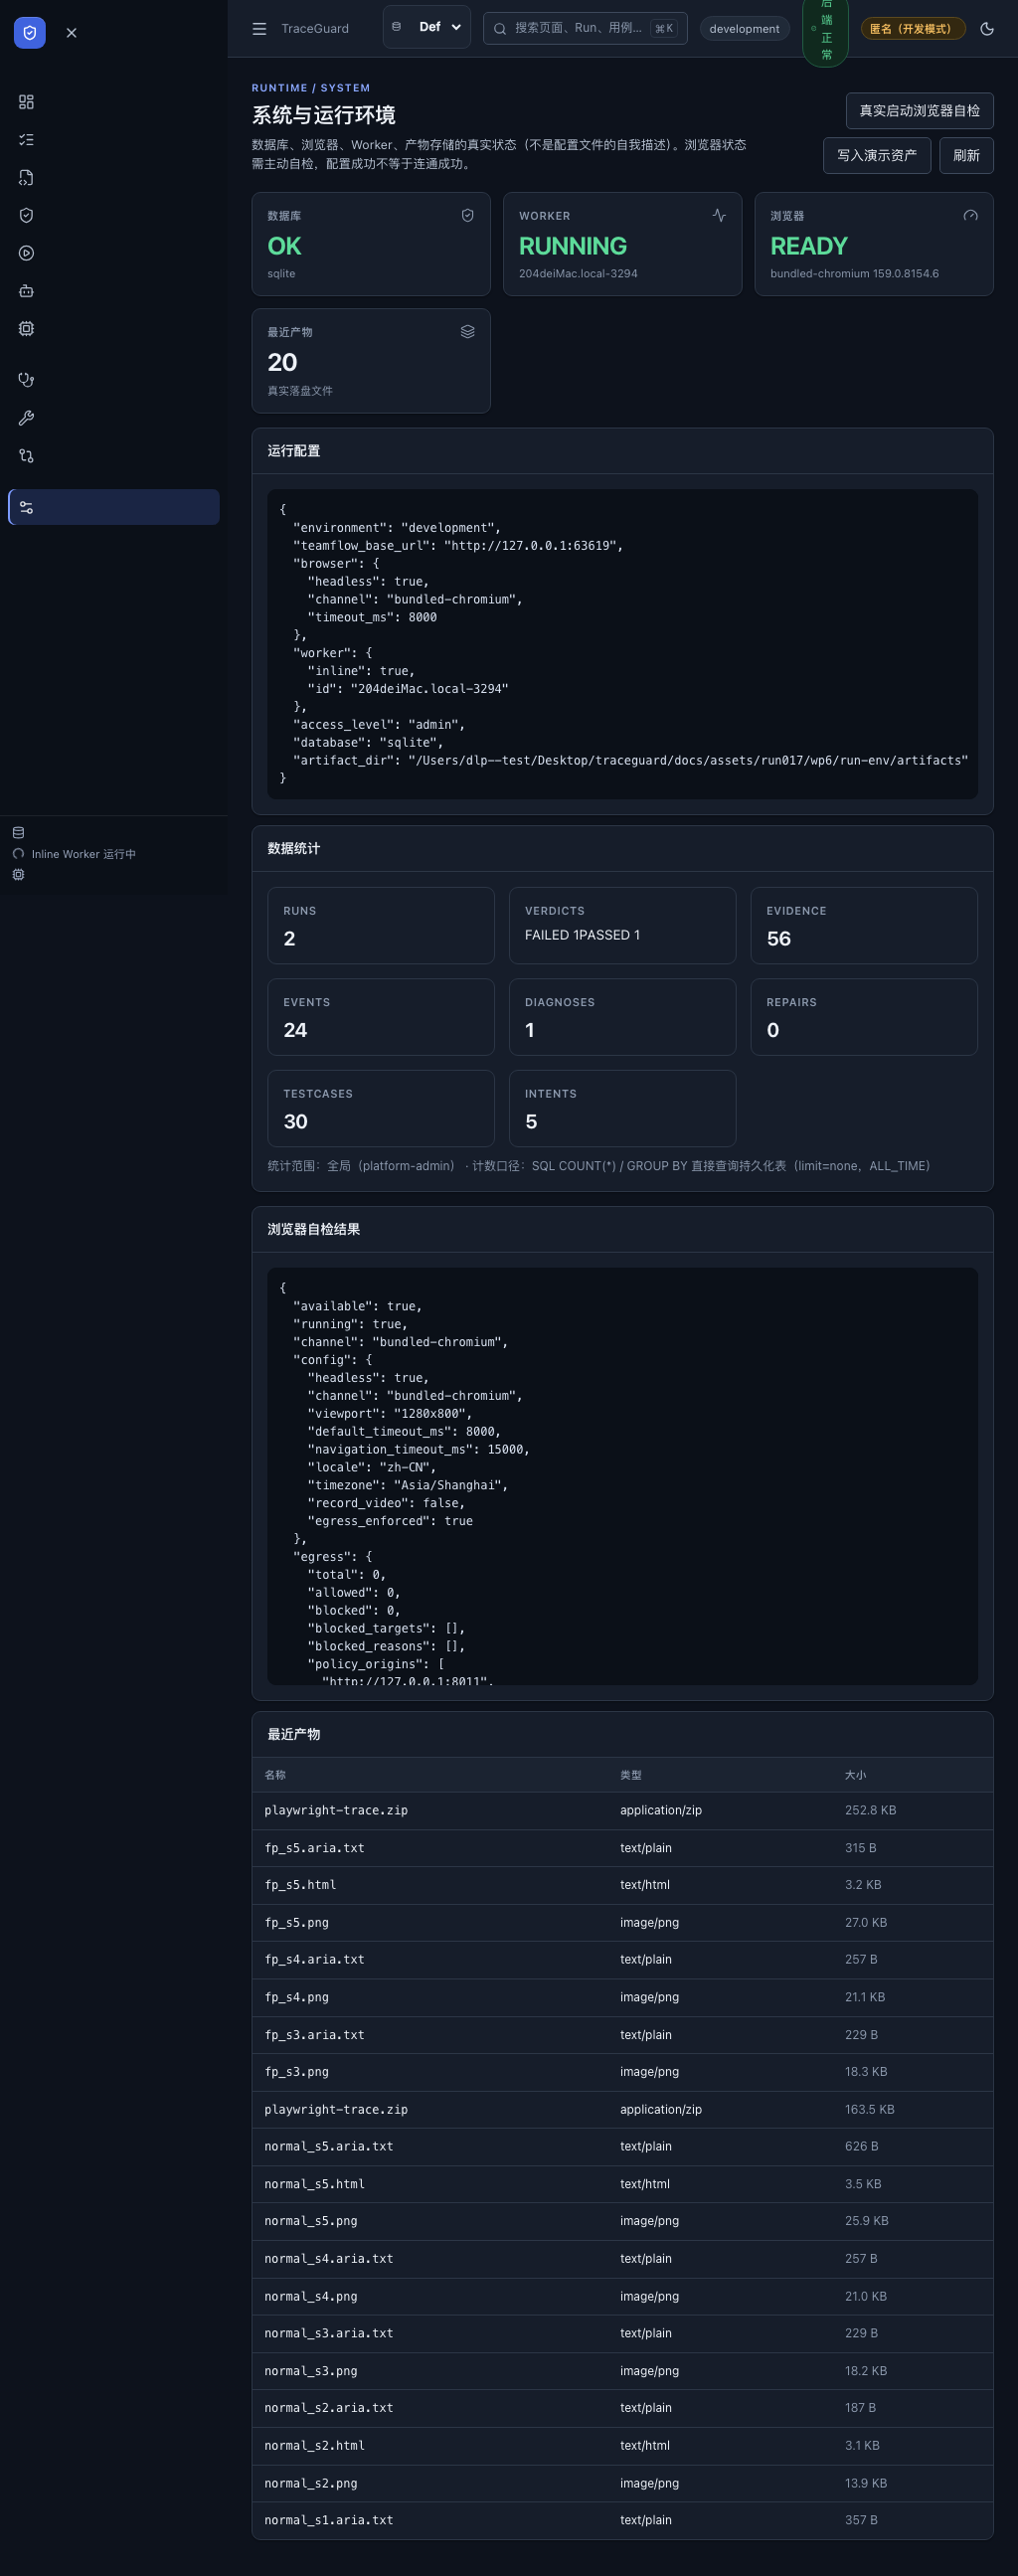 TraceGuard
Def
搜索页面、Run、用例...
⌘K
development
后
端
正
常
匿名（开发模式）
RUNTIME / SYSTEM
系统与运行环境
数据库、浏览器、Worker、产物存储的真实状态（不是配置文件的自我描述）。浏览器状态
需主动自检，配置成功不等于连通成功。
真实启动浏览器自检
写入演示资产
刷新
数据库
OK
sqlite
WORKER
RUNNING
204deiMac.local-3294
浏览器
READY
bundled-chromium 159.0.8154.6
最近产物
20
真实落盘文件
Inline Worker 运行中
运行配置
{
"environment": "development",
"teamflow_base_url": "http://127.0.0.1:63619",
"browser": {
"headless": true,
"channel": "bundled-chromium",
"timeout_ms": 8000
},
"worker": {
"inline": true,
"id": "204deiMac.local-3294"
},
"access_level": "admin",
"database": "sqlite",
"artifact_dir": "/Users/dlp--test/Desktop/traceguard/docs/assets/run017/wp6/run-env/artifacts"
}
数据统计
RUNS
2
VERDICTS
FAILED 1PASSED 1
EVIDENCE
56
EVENTS
24
DIAGNOSES
1
REPAIRS
0
TESTCASES
30
INTENTS
5
统计范围：全局（platform-admin） · 计数口径：SQL COUNT(*) / GROUP BY 直接查询持久化表（limit=none，ALL_TIME）
浏览器自检结果
{
"available": true,
"running": true,
"channel": "bundled-chromium",
"config": {
"headless": true,
"channel": "bundled-chromium",
"viewport": "1280x800",
"default_timeout_ms": 8000,
"navigation_timeout_ms": 15000,
"locale": "zh-CN",
"timezone": "Asia/Shanghai",
"record_video": false,
"egress_enforced": true
},
"egress": {
"total": 0,
"allowed": 0,
"blocked": 0,
"blocked_targets": [],
"blocked_reasons": [],
"policy_origins": [
"http://127.0.0.1:8011",
最近产物
名称 类型 大小
playwright-trace.zip application/zip 252.8 KB
fp_s5.aria.txt text/plain 315 B
fp_s5.html text/html 3.2 KB
fp_s5.png image/png 27.0 KB
fp_s4.aria.txt text/plain 257 B
fp_s4.png image/png 21.1 KB
fp_s3.aria.txt text/plain 229 B
fp_s3.png image/png 18.3 KB
playwright-trace.zip application/zip 163.5 KB
normal_s5.aria.txt text/plain 626 B
normal_s5.html text/html 3.5 KB
normal_s5.png image/png 25.9 KB
normal_s4.aria.txt text/plain 257 B
normal_s4.png image/png 21.0 KB
normal_s3.aria.txt text/plain 229 B
normal_s3.png image/png 18.2 KB
normal_s2.aria.txt text/plain 187 B
normal_s2.html text/html 3.1 KB
normal_s2.png image/png 13.9 KB
normal_s1.aria.txt text/plain 357 B